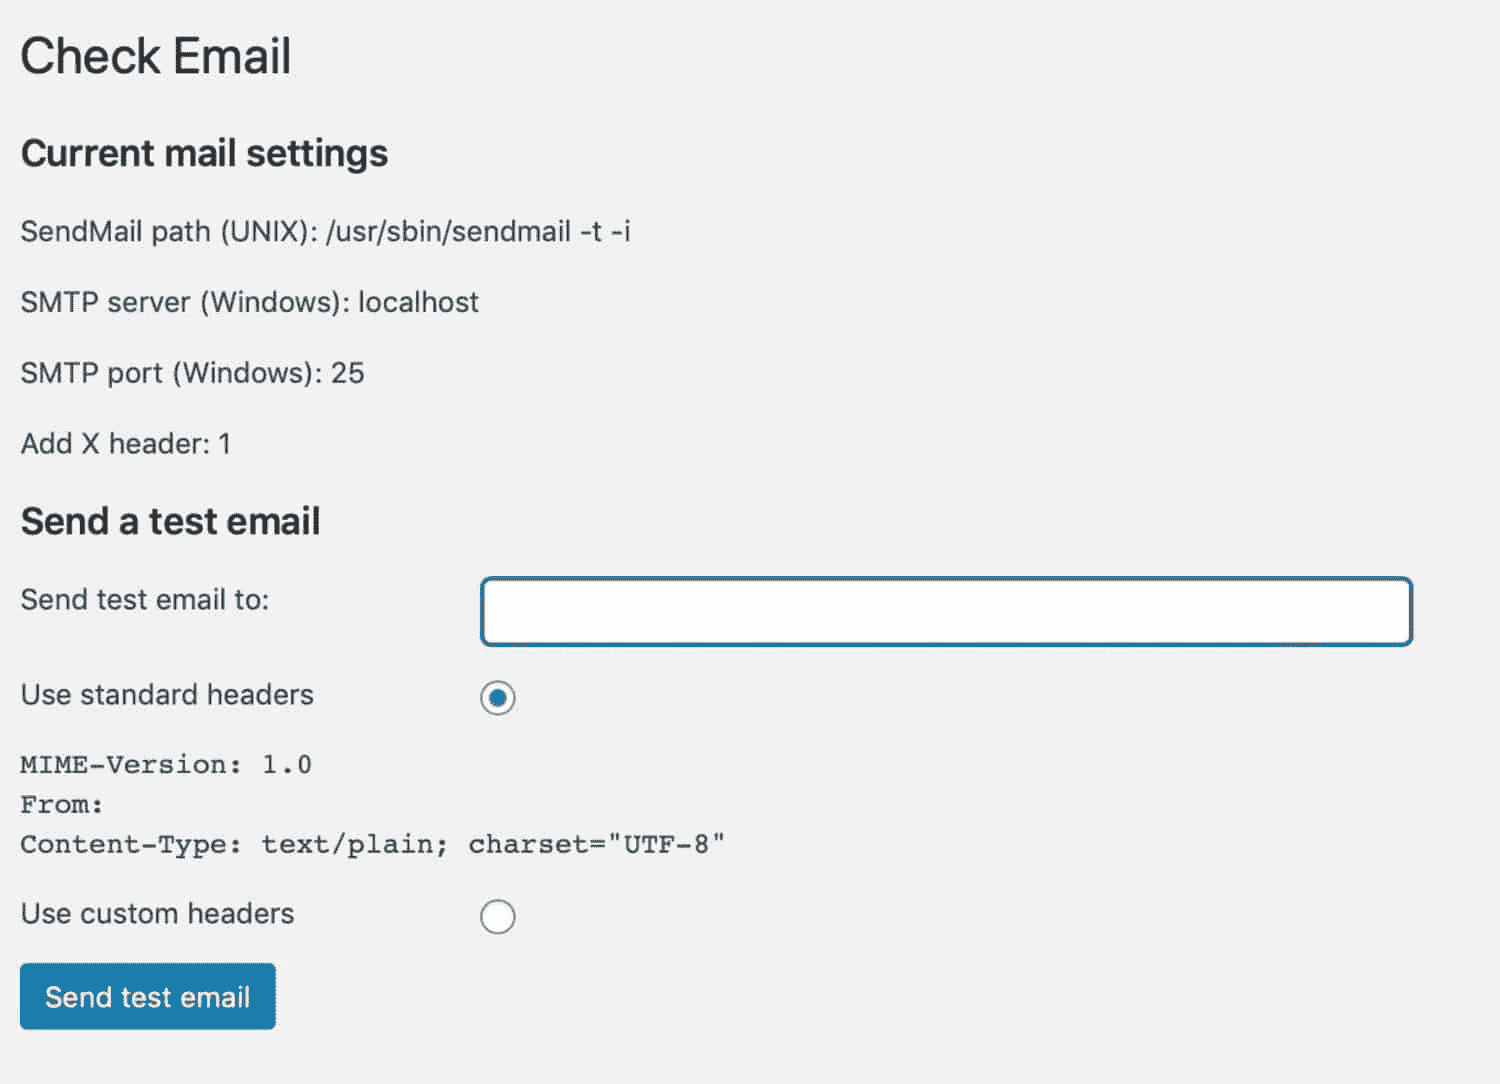 Check Email
Current mail settings
SendMail path (UNIX): /usr/sbin/sendmail -t -i
SMTP server (Windows): localhost
SMTP port (Windows): 25
Add X header: 1
Send a test email
Send test email to:
Use standard headers
MIME-Version: 1.0
From:
Content-Type: text/plain; charset="UTF-8"
Use custom headers
Send test email